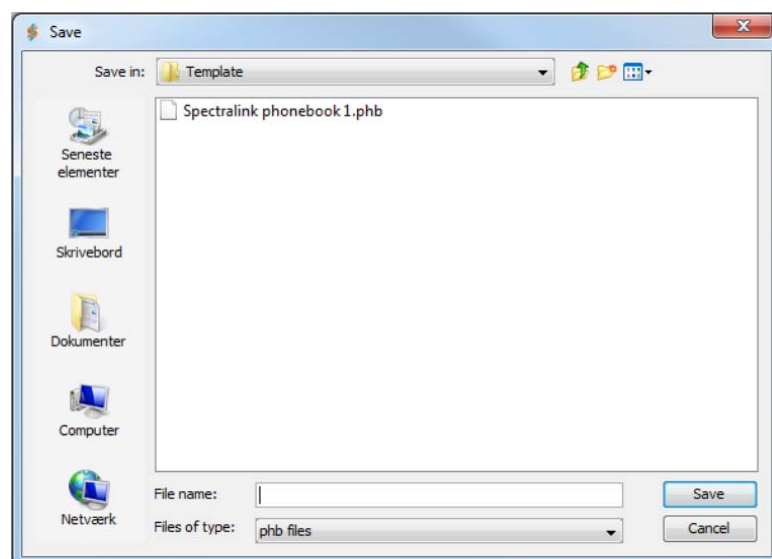 Save
Save in:
Template
Spectralink phonebook 1.phb
Seneste
elementer
Skrivebord
Dokumenter
Computer
Netværk
File name:
Save
Files of type:
phb files
Cancel